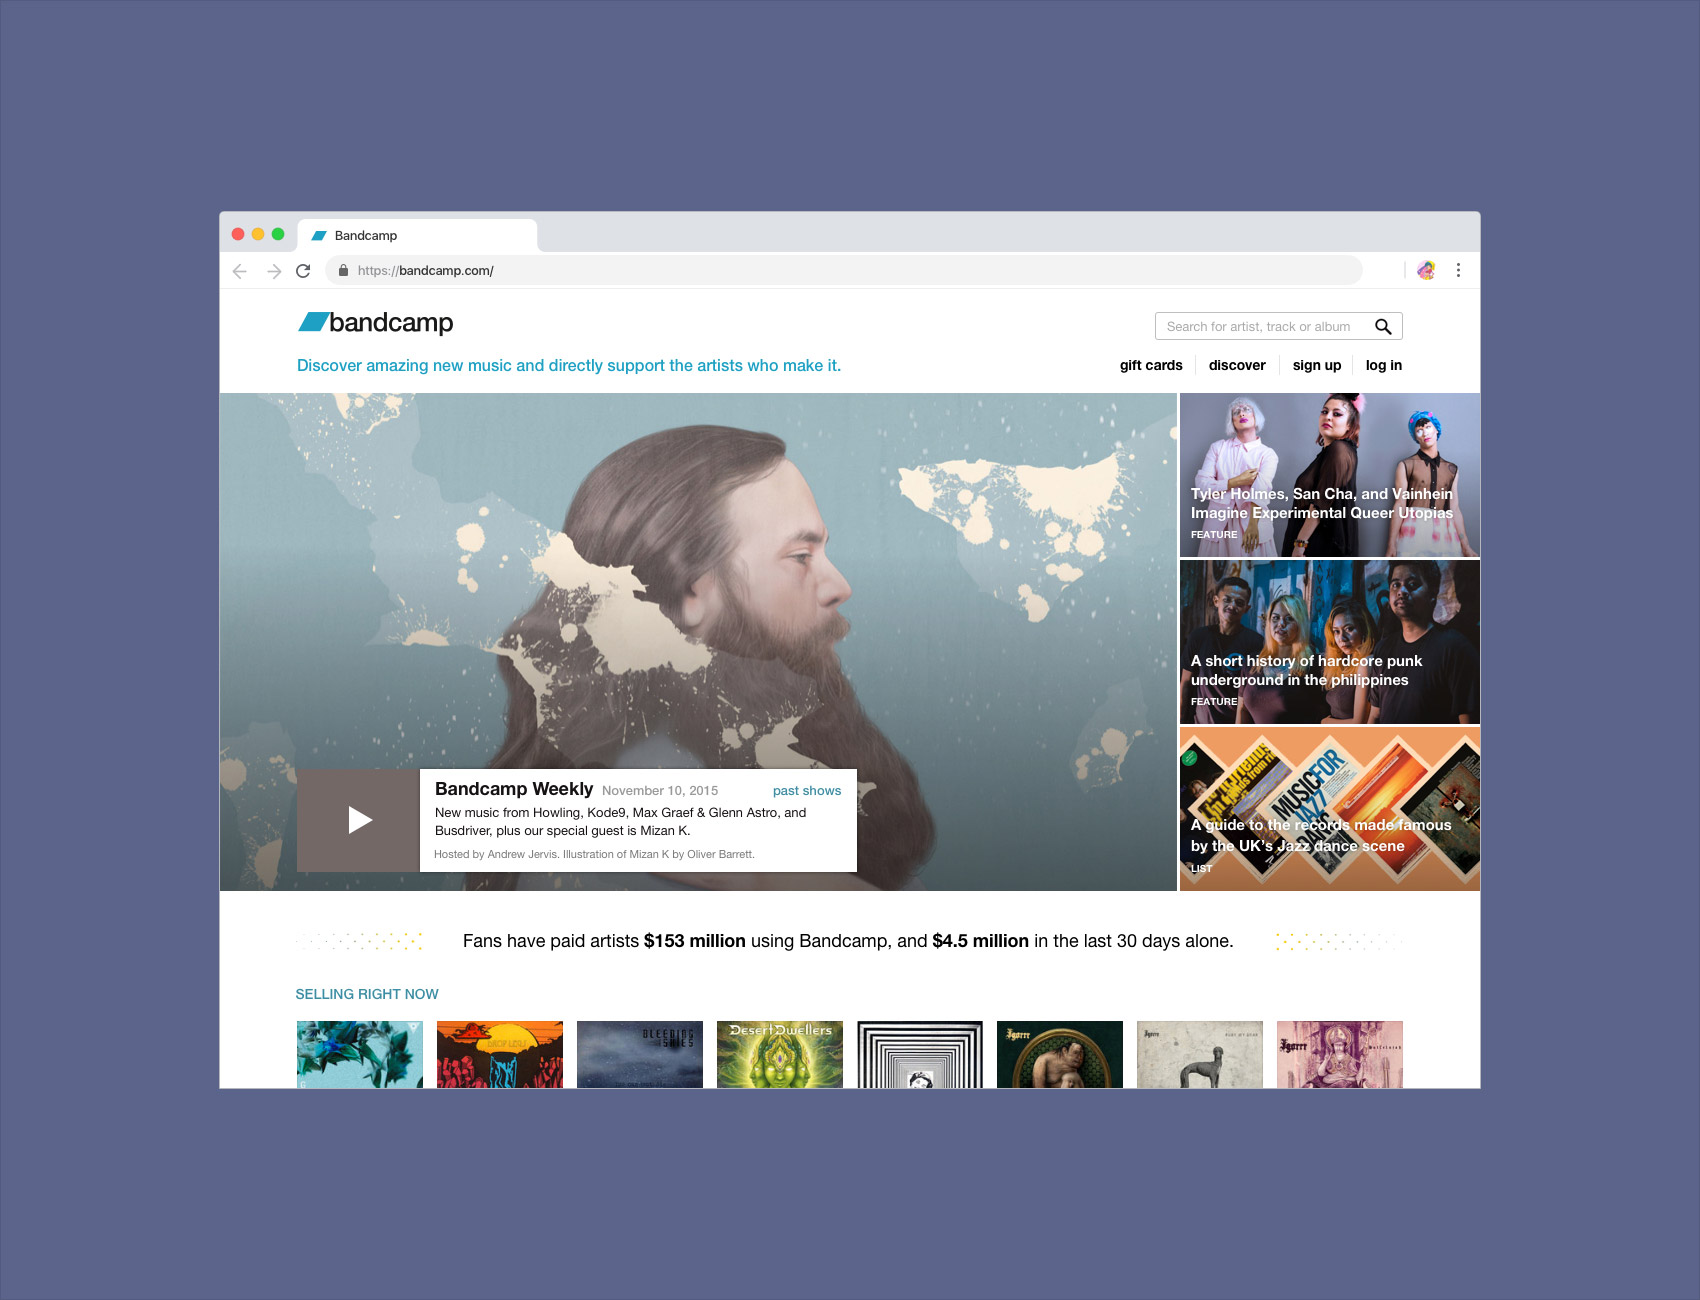 Bandcamp
https://bandcamp.com/
bandcamp
Search for artist, track or album
Discover amazing new music and directly support the artists who make it.
gift cards
discover
sign up
log in
Tyler Holmes, San Cha, and Vainhein
Imagine Experimental Queer Utopias
FEATURE
A short history of hardcore punk
underground in the philippines
FEATURE
MUSIC FOR
JAZZ
A guide to the records made famous
by the UK's Jazz dance scene
LIST
Bandcamp Weekly November 10, 2015 past shows
New music from Howling, Kode9, Max Graef & Glenn Astro, and
Busdriver, plus our special guest is Mizan K.
Hosted by Andrew Jervis. Illustration of Mizan K by Oliver Barrett.
Fans have paid artists $153 million using Bandcamp, and $4.5 million in the last 30 days alone.
SELLING RIGHT NOW
BLEEDING
SKIES
DESERT DWELLERS
Igorrr
Igorrr
Igorrr